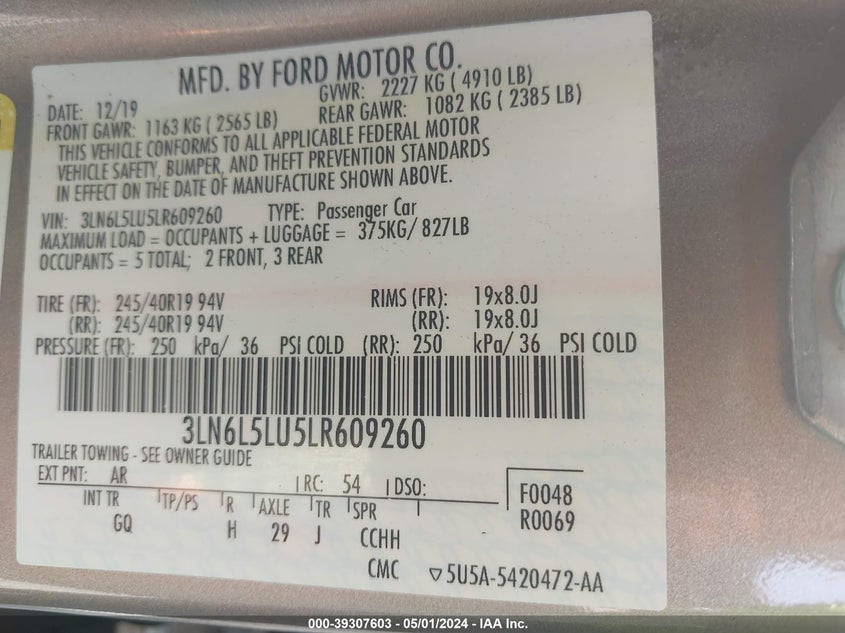 MFD. BY FORD MOTOR CO.
DATE: 12/19 GVWR: 2227 KG ( 4910 LB)
FRONT GAWR: 1163 KG ( 2565 LB) REAR GAWR: 1082 KG ( 2385 LB)
THIS VEHICLE CONFORMS TO ALL APPLICABLE FEDERAL MOTOR
VEHICLE SAFETY, BUMPER, AND THEFT PREVENTION STANDARDS
IN EFFECT ON THE DATE OF MANUFACTURE SHOWN ABOVE.
VIN: 3LN6L5LU5LR609260 TYPE: Passenger Car
MAXIMUM LOAD = OCCUPANTS + LUGGAGE = 375KG/ 827LB
OCCUPANTS = 5 TOTAL; 2 FRONT, 3 REAR
TIRE (FR): 245/40R19 94V RIMS (FR): 19x8.0J
(RR): 245/40R19 94V (RR): 19x8.0J
PRESSURE (FR): 250 kPa/ 36 PSI COLD (RR): 250 kPa/ 36 PSI COLD
3LN6L5LU5LR609260
TRAILER TOWING - SEE OWNER GUIDE
EXT PNT: AR RC: 54 DSO:
INT TR TP/PS R AXLE TR SPR
GQ H 29 J CCHH
F0048
R0069
CMC ▽5U5A-5420472-AA
000-39307603 - 05/01/2024 - IAA Inc.